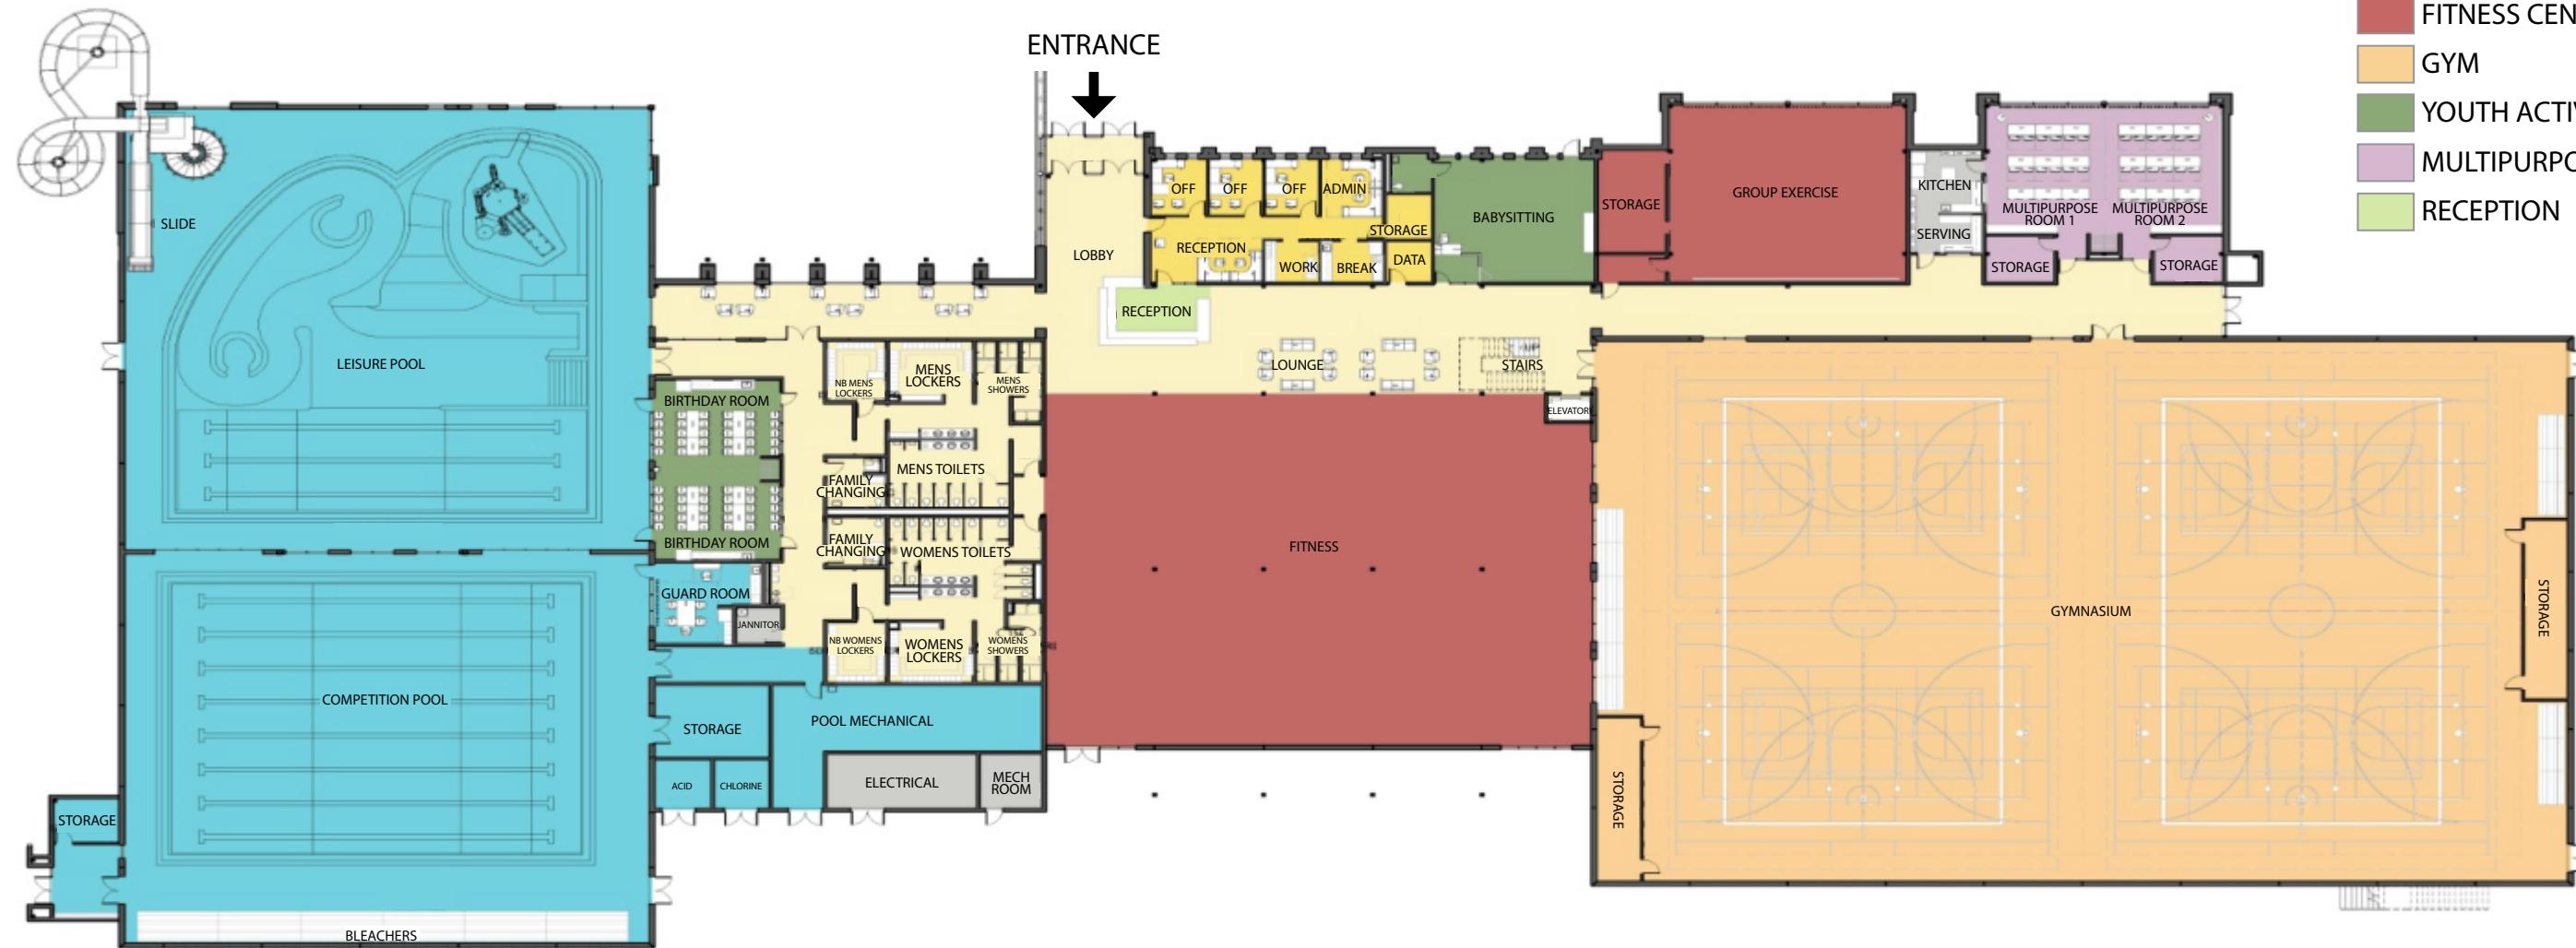 FITNESS CEN
GYM
YOUTH ACTIV
MULTIPURPO
RECEPTION
ENTRANCE
SLIDE
LEISURE POOL
LOBBY
OFF
OFF
OFF
ADMIN
STORAGE
RECEPTION
WORK
BREAK
DATA
BABYSITTING
STORAGE
GROUP EXERCISE
KITCHEN
SERVING
MULTIPURPOSE
ROOM 1
MULTIPURPOSE
ROOM 2
STORAGE
STORAGE
RECEPTION
LOUNGE
STAIRS
ELEVATOR
BIRTHDAY ROOM
BIRTHDAY ROOM
NB MENS
LOCKERS
MENS
LOCKERS
MENS
SHOWERS
MENS TOILETS
FAMILY
CHANGING
FAMILY
CHANGING
WOMENS TOILETS
GUARD ROOM
JANNITOR
NB WOMENS
LOCKERS
WOMENS
LOCKERS
WOMENS
SHOWERS
FITNESS
GYMNASIUM
STORAGE
STORAGE
COMPETITION POOL
STORAGE
POOL MECHANICAL
ACID
CHLORINE
ELECTRICAL
MECH
ROOM
STORAGE
BLEACHERS